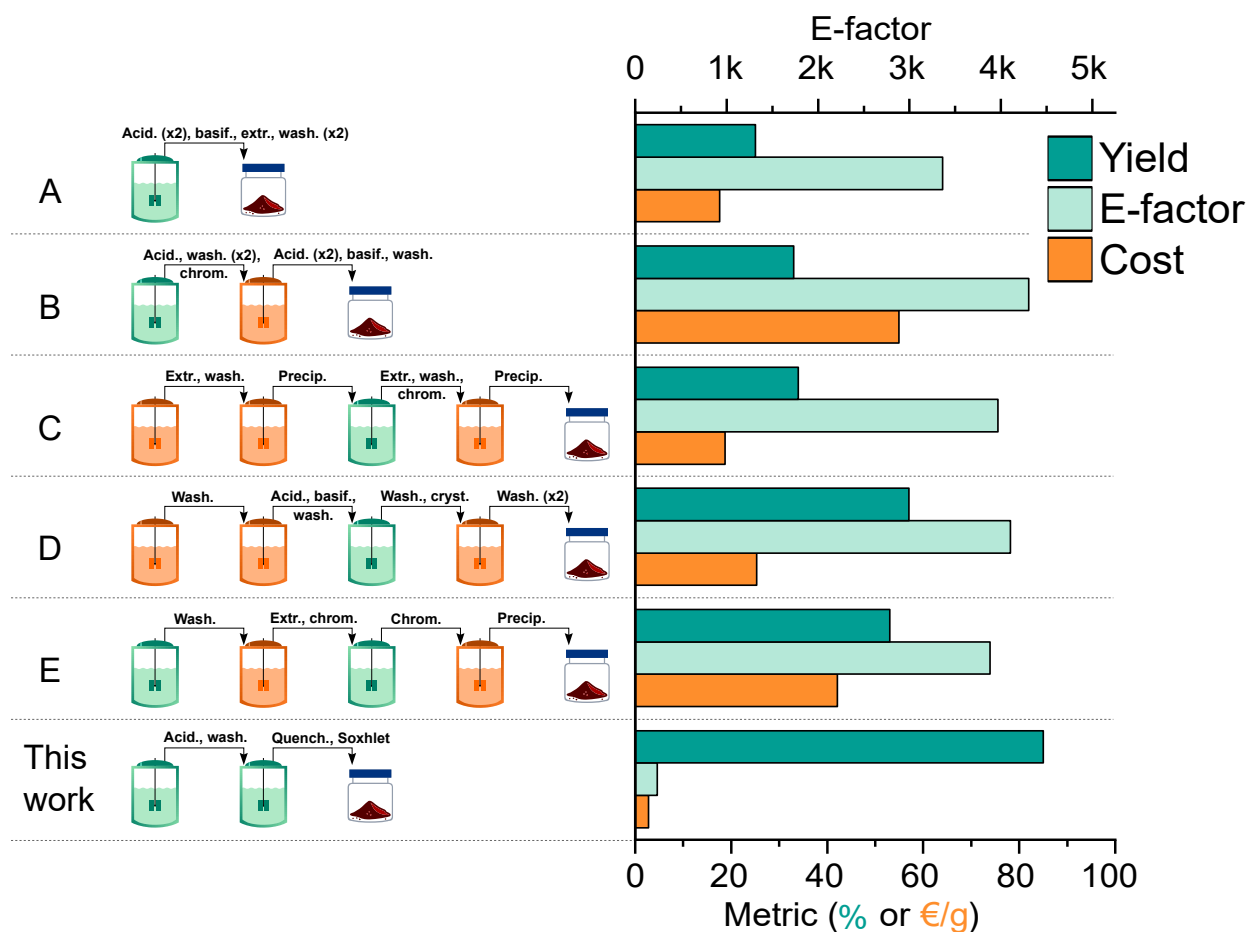 E-factor
0 1k 2k 3k 4k 5k
Yield
E-factor
Cost
A
Acid. (x2), basif., extr., wash. (x2)
B
Acid., wash. (x2),
chrom.
Acid. (x2), basif., wash.
C
Extr., wash.
Precip.
Extr., wash.,
chrom.
Precip.
D
Wash.
Acid., basif.,
wash.
Wash., cryst.
Wash. (x2)
E
Wash.
Extr., chrom.
Chrom.
Precip.
This
work
Acid., wash.
Quench., Soxhlet
0 20 40 60 80 100
Metric (% or €/g)